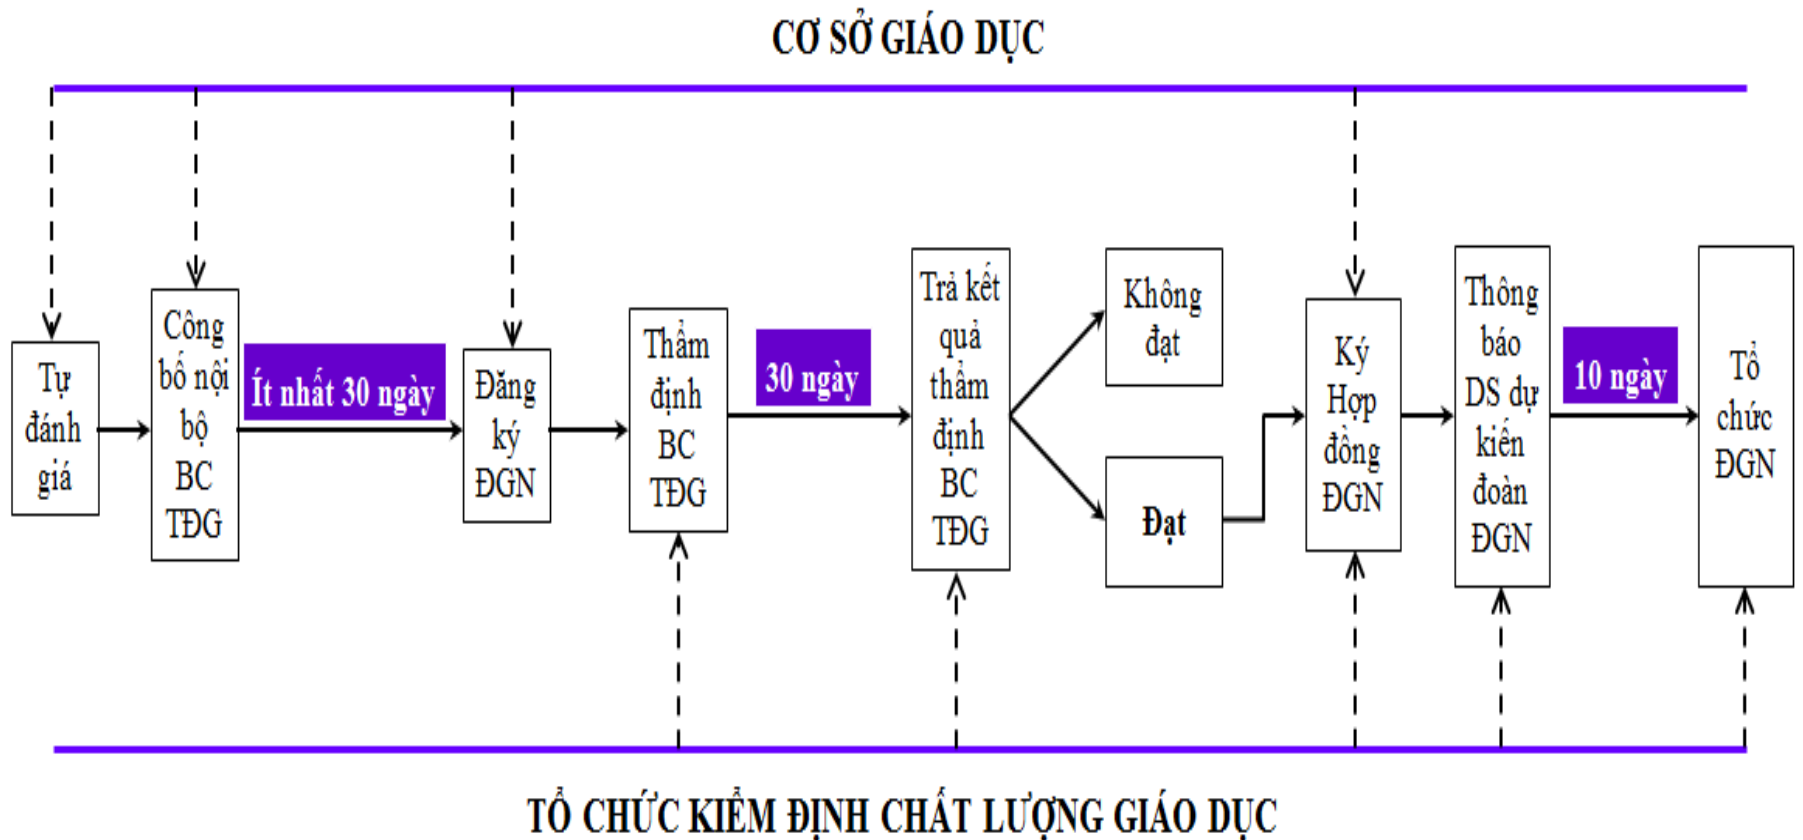 CƠ SỞ GIÁO DỤC
Tự
đánh
giá
Công
bố nội
bộ
BC
TĐG
Ít nhất 30 ngày
Đăng
ký
ĐGN
Thẩm
định
BC
TĐG
30 ngày
Trả kết
quả
thẩm
định
BC
TĐG
Không
đạt
Đạt
Ký
Hợp
đồng
ĐGN
Thông
báo
DS dự
kiến
đoàn
ĐGN
10 ngày
Tổ
chức
ĐGN
TỔ CHỨC KIỂM ĐỊNH CHẤT LƯỢNG GIÁO DỤC